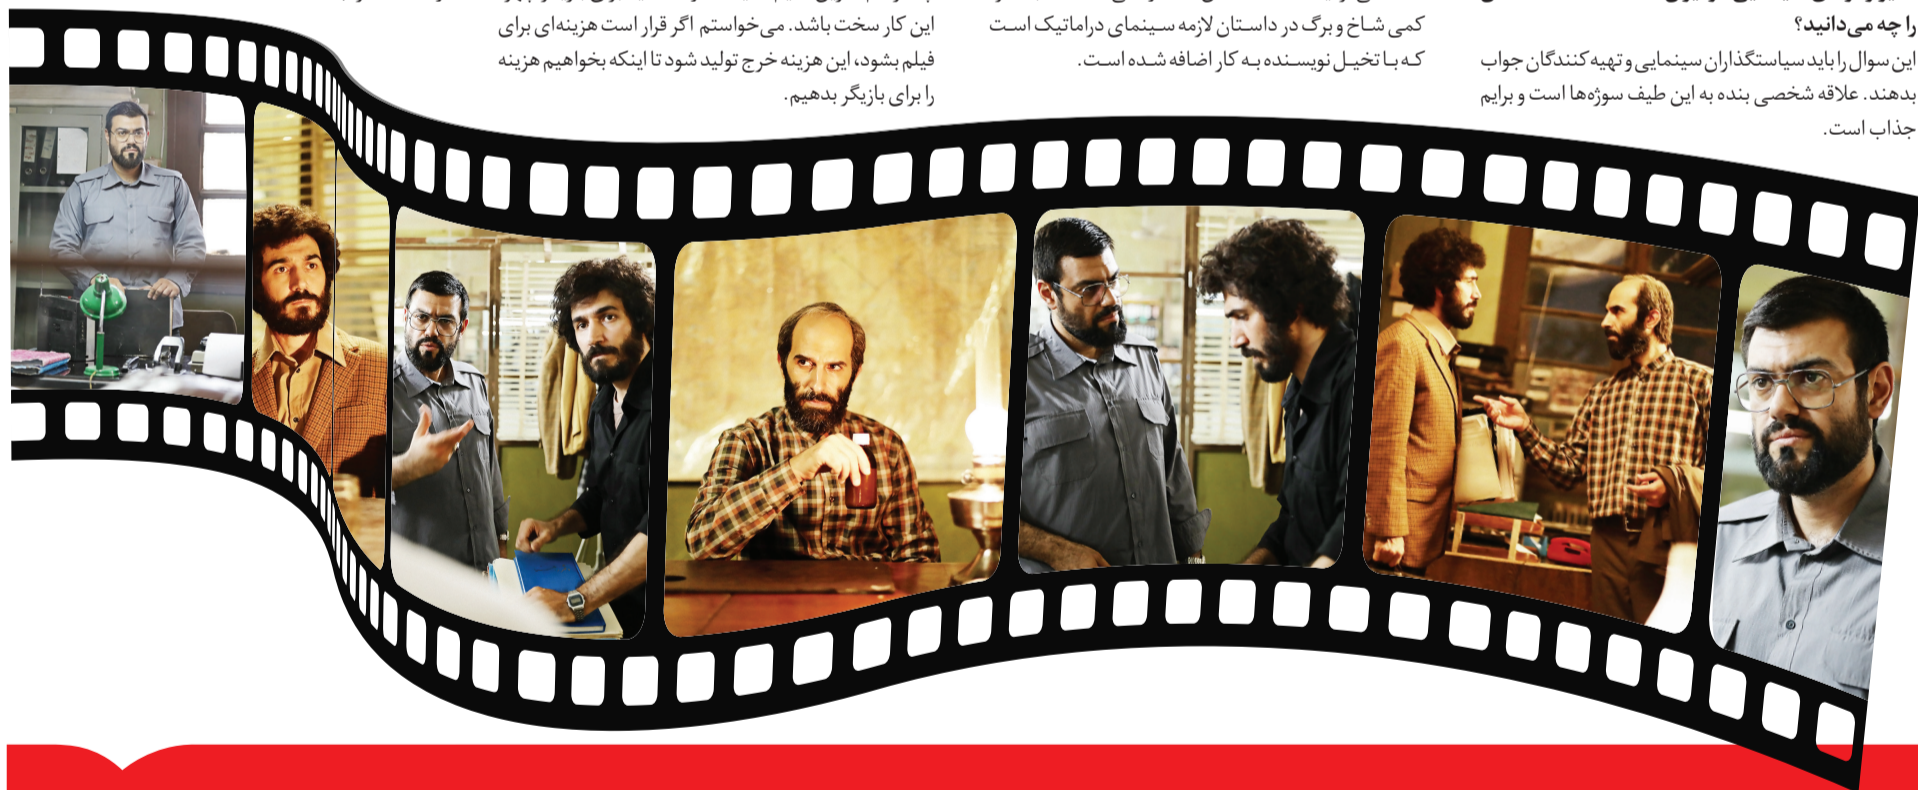 را چه می‌دانید؟
این سوال را باید سیاستگذاران سینمایی و تهیه کنندگان جواب
بدهند. علاقه شخصی بنده به این طیف سوژه‌ها است و برایم
جذاب است.
کمی شاخ و برگ در داستان لازمه سینمای دراماتیک است
که با تخیل نویسنده به کار اضافه شده است.
این کار سخت باشد. می‌خواستم اگر قرار است هزینه‌ای برای
فیلم بشود، این هزینه خرج تولید شود تا اینکه بخواهیم هزینه
را برای بازیگر بدهیم.